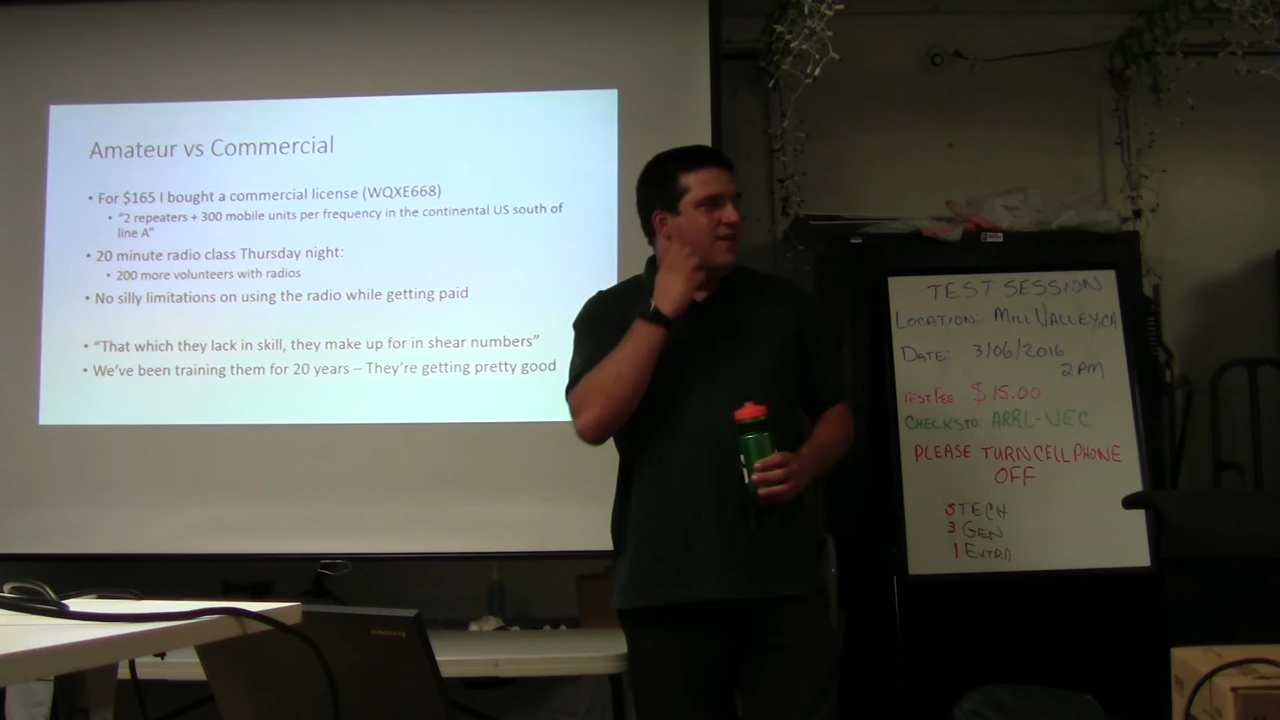 Amateur vs Commercial
• For $165 I bought a commercial license (WQXE668)
• "2 repeaters + 300 mobile units per frequency in the continental US south of
line A"
• 20 minute radio class Thursday night:
• 200 more volunteers with radios
• No silly limitations on using the radio while getting paid
• "That which they lack in skill, they make up for in shear numbers"
• We've been training them for 20 years – They're getting pretty good
TEST SESSION
LOCATION: MILL VALLEY, CA
DATE: 3/06/2016
2PM
TEST FEE: $15.00
CHECKS TO: ARRL-VEC
PLEASE TURN CELL PHONE
OFF
5 TECH
3 GEN
1 EXTRA